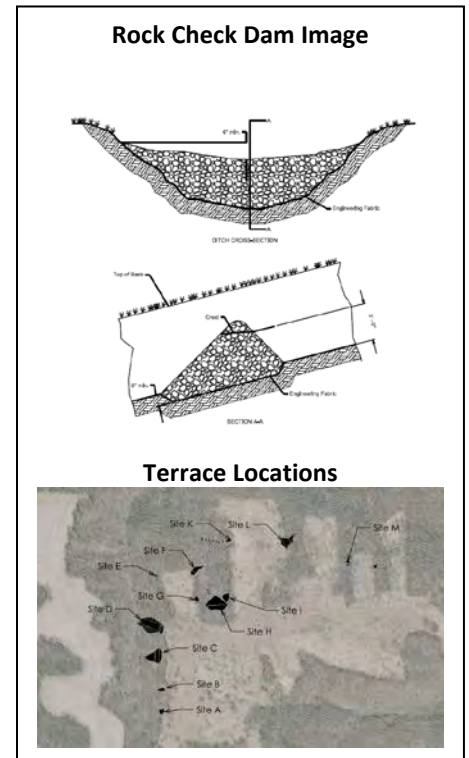 Rock Check Dam Image
6" min.
A
Engineering Fabric
A
DITCH CROSS-SECTION
Top of Bank
Crest
6" min.
Engineering Fabric
SECTION A-A
Terrace Locations
Site K
Site L
Site M
Site F
Site E
Site G
Site I
Site D
Site H
Site C
Site B
Site A